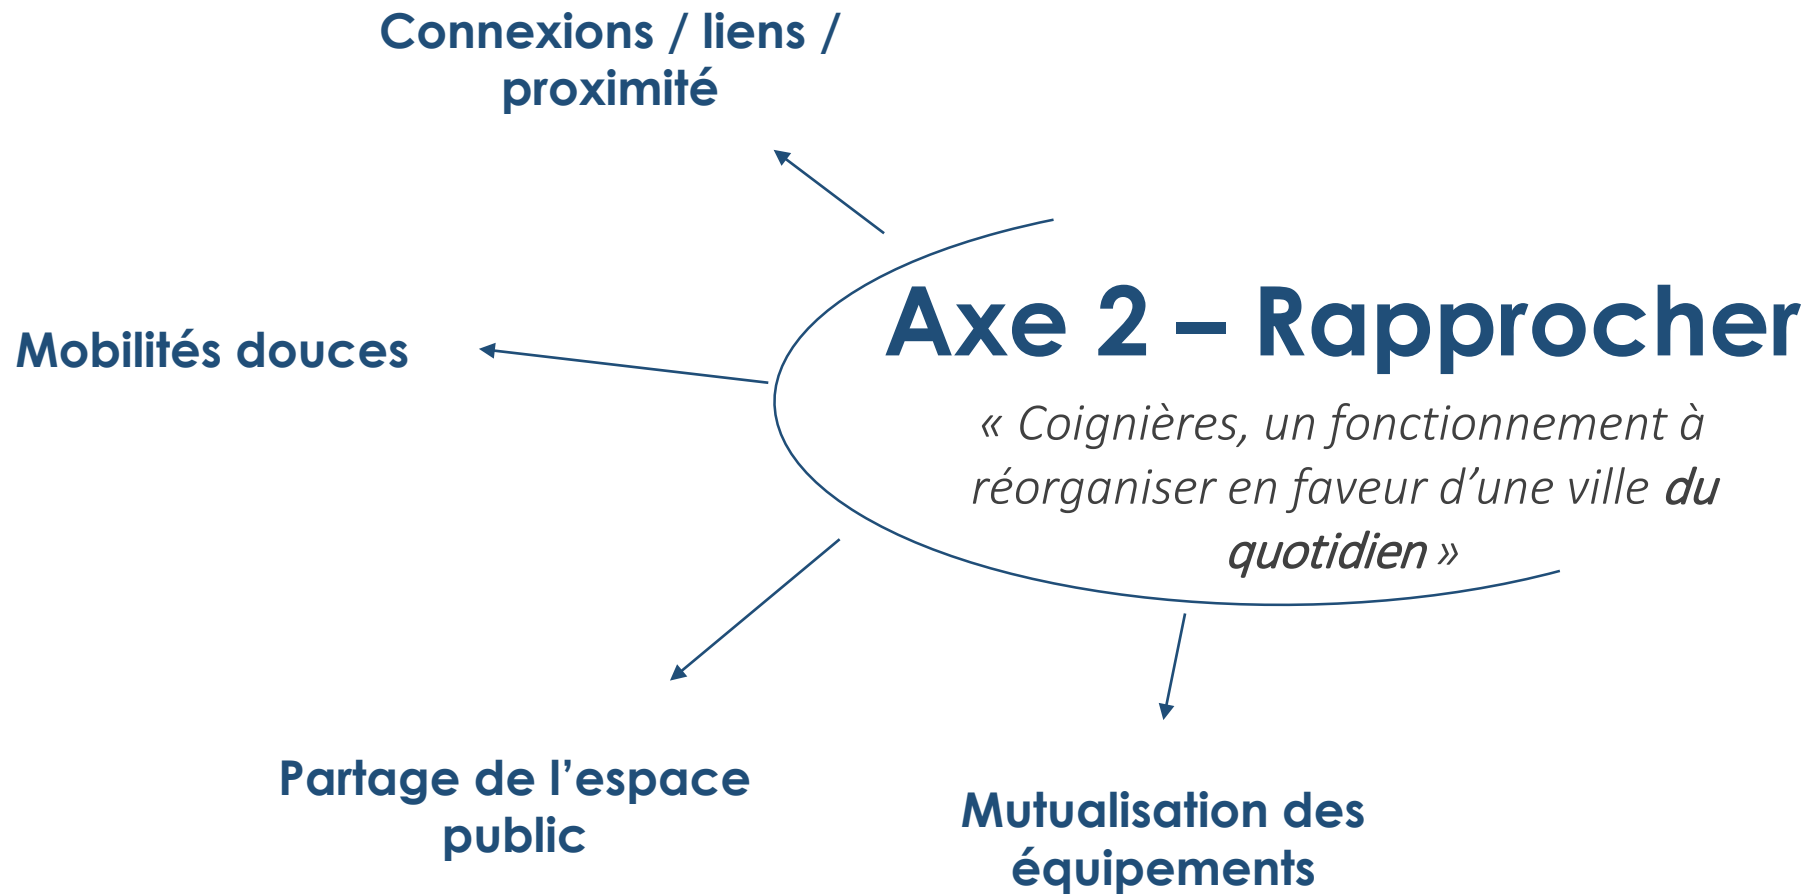 Connexions / liens /
proximité
Axe 2 – Rapprocher
Mobilités douces
« Coignières, un fonctionnement à
réorganiser en faveur d’une ville du
quotidien »
Partage de l’espace
public
Mutualisation des
équipements